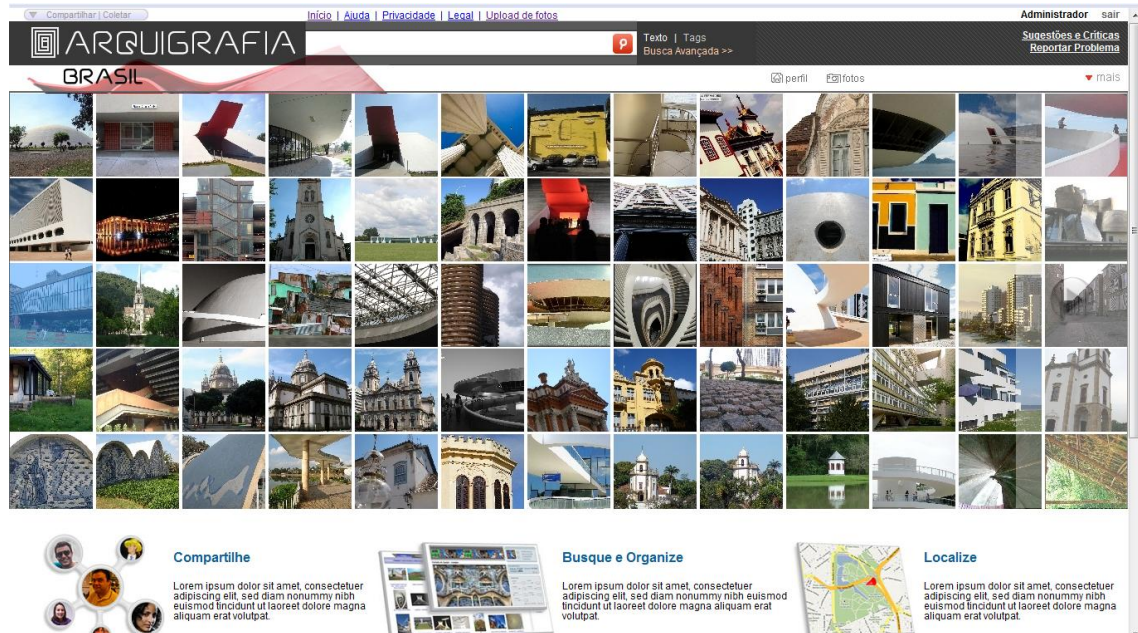 Compartilhar | Coletar
Início | Ajuda | Privacidade | Legal | Upload de fotos
Administrador sair
ARQUIGRAFIA
BRASIL
Texto | Tags
Busca Avançada >>
Sugestões e Criticas
Reportar Problema
perfil fotos
mais
Compartilhe
Lorem ipsum dolor sit amet, consectetuer
adipiscing elit, sed diam nonummy nibh
euismod tincidunt ut laoreet dolore magna
aliquam erat volutpat.
Busque e Organize
Lorem ipsum dolor sit amet, consectetuer
adipiscing elit, sed diam nonummy nibh euismod
tincidunt ut laoreet dolore magna aliquam erat
volutpat.
Localize
Lorem ipsum dolor sit amet, consectetuer
adipiscing elit, sed diam nonummy nibh
euismod tincidunt ut laoreet dolore magna
aliquam erat volutpat.